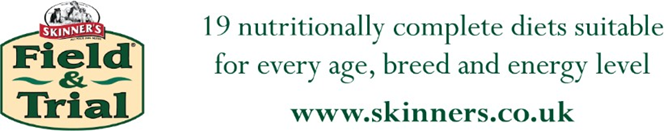 SKINNER'S
Field
&
Trial
19 nutritionally complete diets suitable
for every age, breed and energy level
www.skinners.co.uk